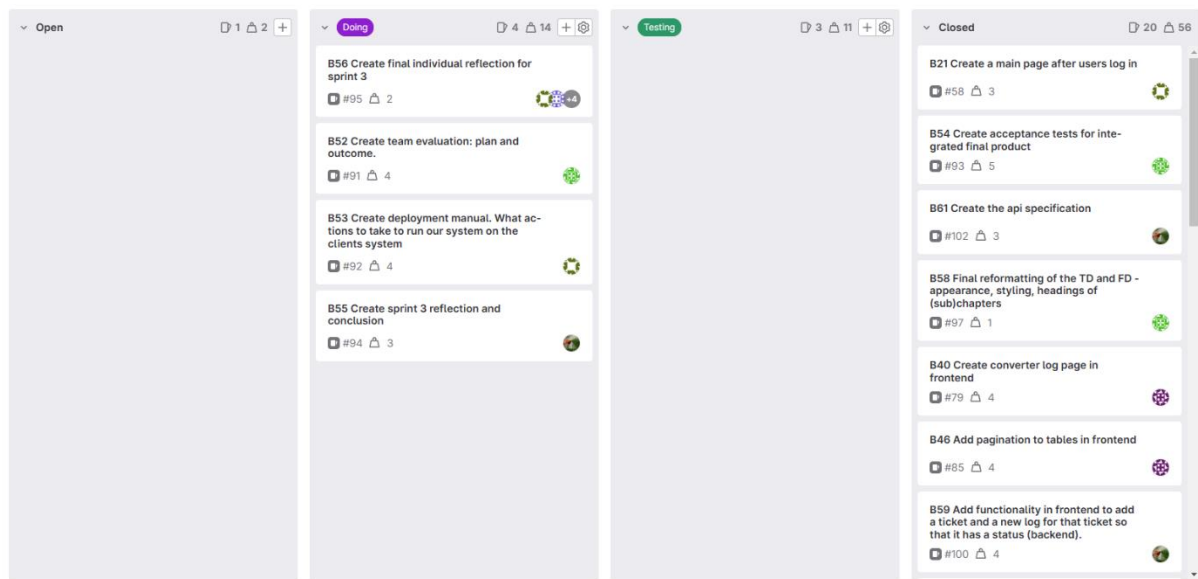 Open 1 2
Doing 4 14
B56 Create final individual reflection for
sprint 3
#95 2 +4
B52 Create team evaluation: plan and
outcome.
#91 4
B53 Create deployment manual. What ac-
tions to take to run our system on the
clients system
#92 4
B55 Create sprint 3 reflection and
conclusion
#94 3
Testing 3 11
Closed 20 56
B21 Create a main page after users log in
#58 3
B54 Create acceptance tests for inte-
grated final product
#93 5
B61 Create the api specification
#102 3
B58 Final reformatting of the TD and FD -
appearance, styling, headings of
(sub)chapters
#97 1
B40 Create converter log page in
frontend
#79 4
B46 Add pagination to tables in frontend
#85 4
B59 Add functionality in frontend to add
a ticket and a new log for that ticket so
that it has a status (backend).
#100 4